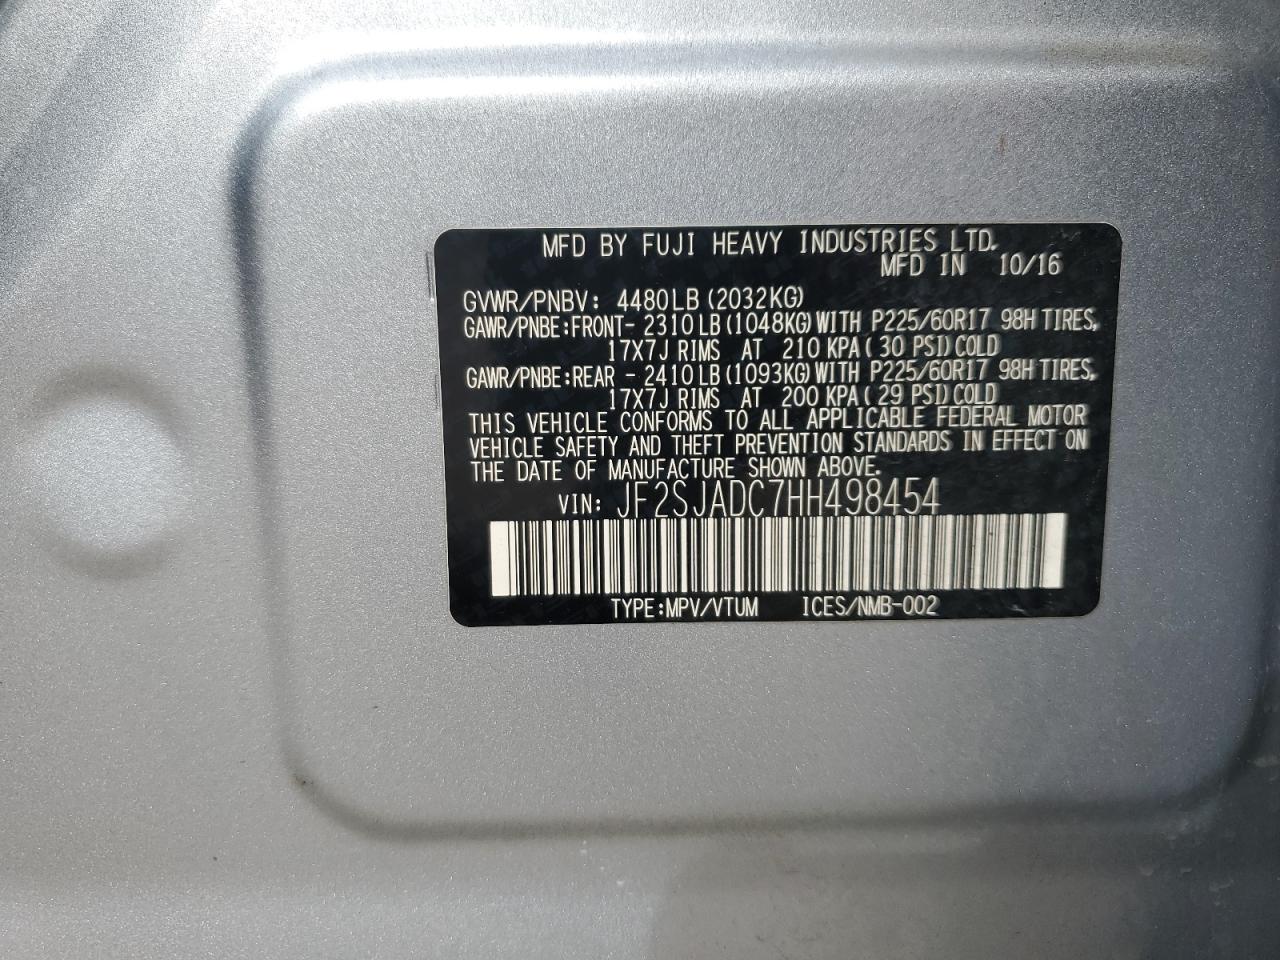 MFD BY FUJI HEAVY INDUSTRIES LTD.
MFD IN 10/16
GVWR/PNBV: 4480LB (2032KG)
GAWR/PNBE:FRONT- 2310LB(1048KG)WITH P225/60R17 98H TIRES,
17X7J RIMS AT 210 KPA( 30 PSI)COLD
GAWR/PNBE:REAR - 2410LB(1093KG)WITH P225/60R17 98H TIRES,
17X7J RIMS AT 200 KPA( 29 PSI)COLD
THIS VEHICLE CONFORMS TO ALL APPLICABLE FEDERAL MOTOR
VEHICLE SAFETY AND THEFT PREVENTION STANDARDS IN EFFECT ON
THE DATE OF MANUFACTURE SHOWN ABOVE.
VIN: JF2SJADC7HH498454
TYPE:MPV/VTUM ICES/NMB-002